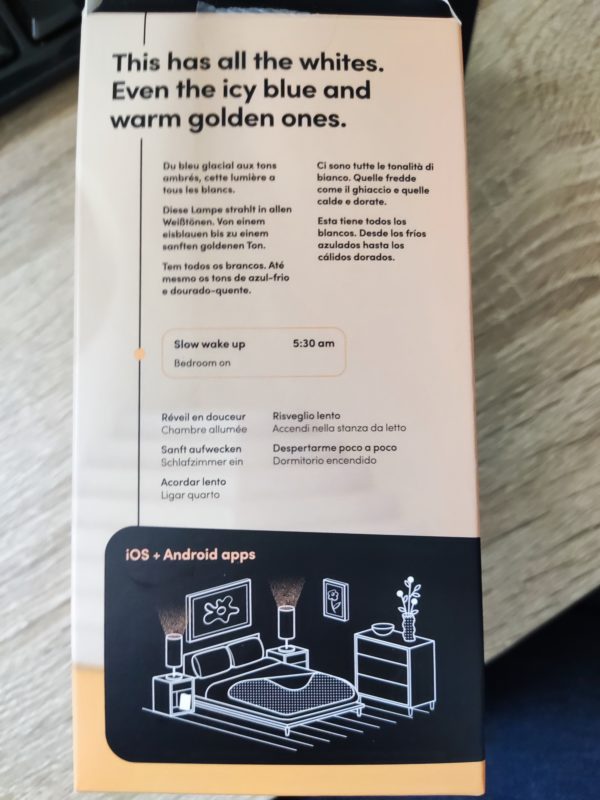 This has all the whites.
Even the icy blue and
warm golden ones.
Du bleu glacial aux tons
ambrés, cette lumière a
tous les blancs.
Diese Lampe strahlt in allen
Weißtönen. Von einem
eisblauen bis zu einem
sanften goldenen Ton.
Tem todos os brancos. Até
mesmo os tons de azul-frio
e dourado-quente.
Ci sono tutte le tonalità di
bianco. Quelle fredde
come il ghiaccio e quelle
calde e dorate.
Esta tiene todos los
blancos. Desde los fríos
azulados hasta los
cálidos dorados.
Slow wake up 5:30 am
Bedroom on
Réveil en douceur
Chambre allumée
Sanft aufwecken
Schlafzimmer ein
Acordar lento
Ligar quarto
Risveglio lento
Accendi nella stanza da letto
Despertarme poco a poco
Dormitorio encendido
iOS + Android apps